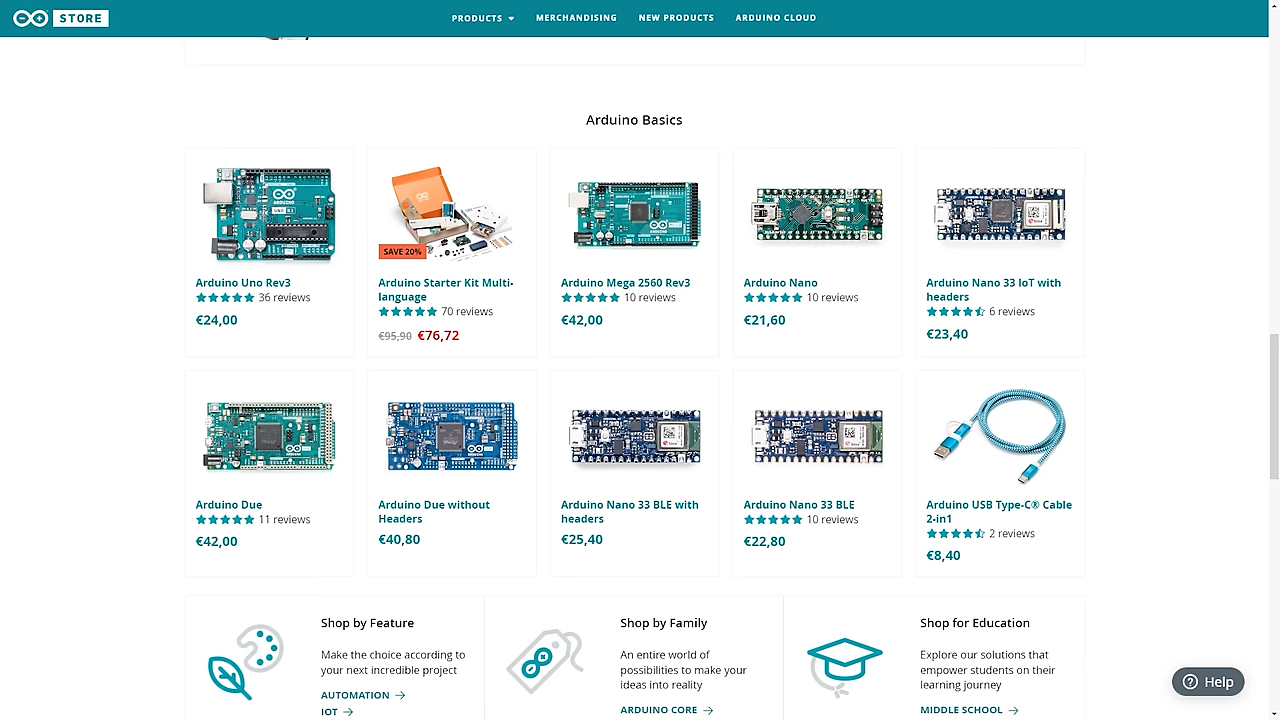 STORE
PRODUCTS
MERCHANDISING
NEW PRODUCTS
ARDUINO CLOUD
Arduino Basics
ARDUINO
UNO
Arduino Uno Rev3
36 reviews
€24,00
SAVE 20%
Arduino Starter Kit Multi-
language
70 reviews
€95,90 €76,72
Arduino Mega 2560 Rev3
10 reviews
€42,00
Arduino Nano
10 reviews
€21,60
Arduino Nano 33 IoT with
headers
6 reviews
€23,40
Arduino Due
11 reviews
€42,00
Arduino Due without
Headers
€40,80
Arduino Nano 33 BLE with
headers
€25,40
Arduino Nano 33 BLE
10 reviews
€22,80
Arduino USB Type-C® Cable
2-in1
2 reviews
€8,40
Shop by Feature
Make the choice according to
your next incredible project
AUTOMATION
IOT
Shop by Family
An entire world of
possibilities to make your
ideas into reality
ARDUINO CORE
Shop for Education
Explore our solutions that
empower students on their
learning journey
MIDDLE SCHOOL
Help